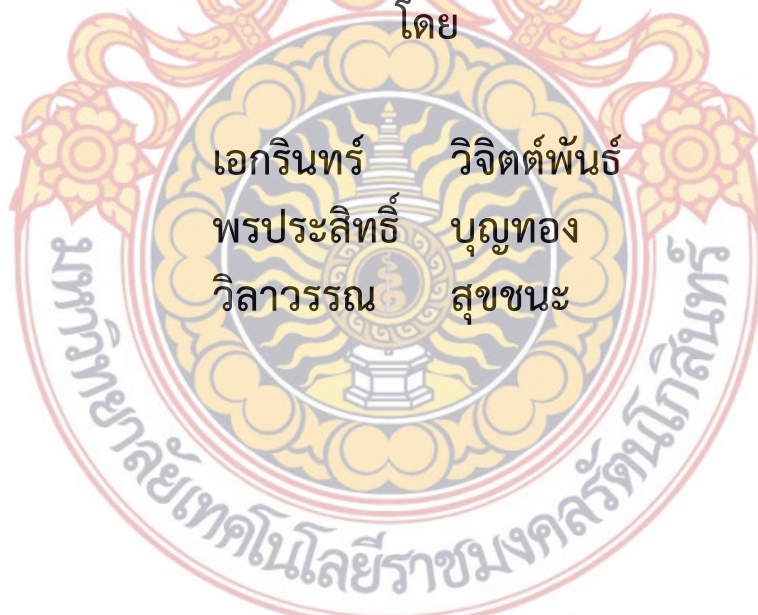 โดย
เอกรินทร์ วิจิตต์พันธ์
พรประสิทธิ์ บุญทอง
วิลาวรรณ สุขชนะ
มหาวิทยาลัยเทคโนโลยีราชมงคลรัตนโกสินทร์